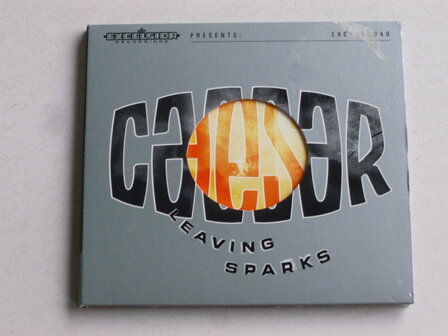 EXCELSIOR PRESENTS:
RECORDINGS
CAESAR
LEAVING
SPARKS